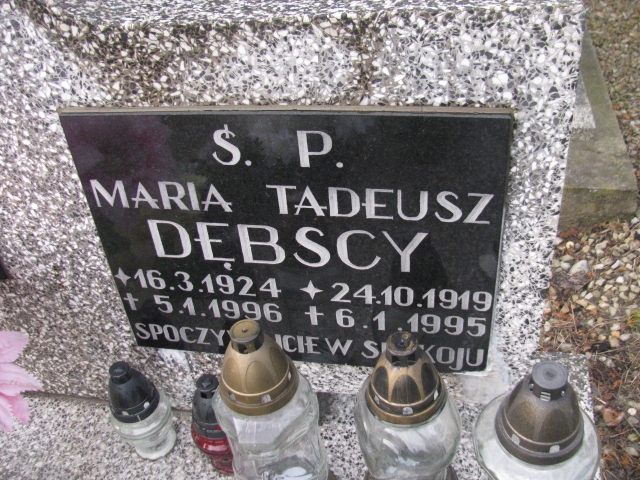 Ś. P.
MARIA TADEUSZ
DĘBSCY
16.3.1924 24.10.1919
5.1.1996 6.1.1995
W